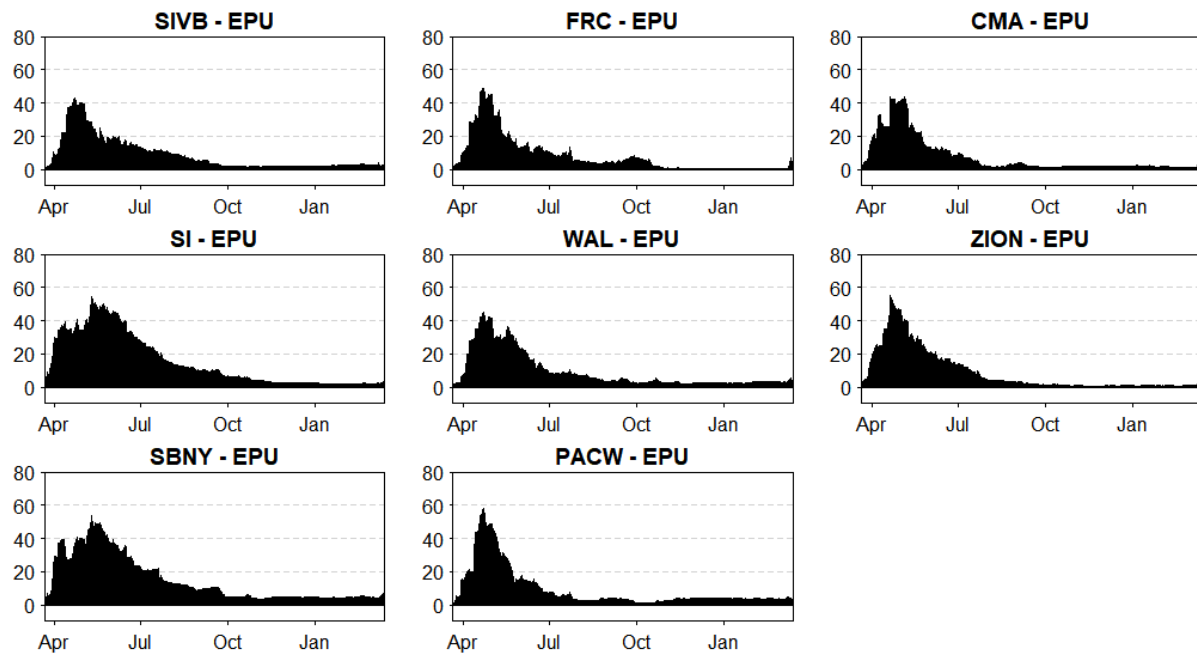 SIVB - EPU
80
60
40
20
0
Apr Jul Oct Jan
FRC - EPU
80
60
40
20
0
Apr Jul Oct Jan
CMA - EPU
80
60
40
20
0
Apr Jul Oct Jan
SI - EPU
80
60
40
20
0
Apr Jul Oct Jan
WAL - EPU
80
60
40
20
0
Apr Jul Oct Jan
ZION - EPU
80
60
40
20
0
Apr Jul Oct Jan
SBNY - EPU
80
60
40
20
0
Apr Jul Oct Jan
PACW - EPU
80
60
40
20
0
Apr Jul Oct Jan